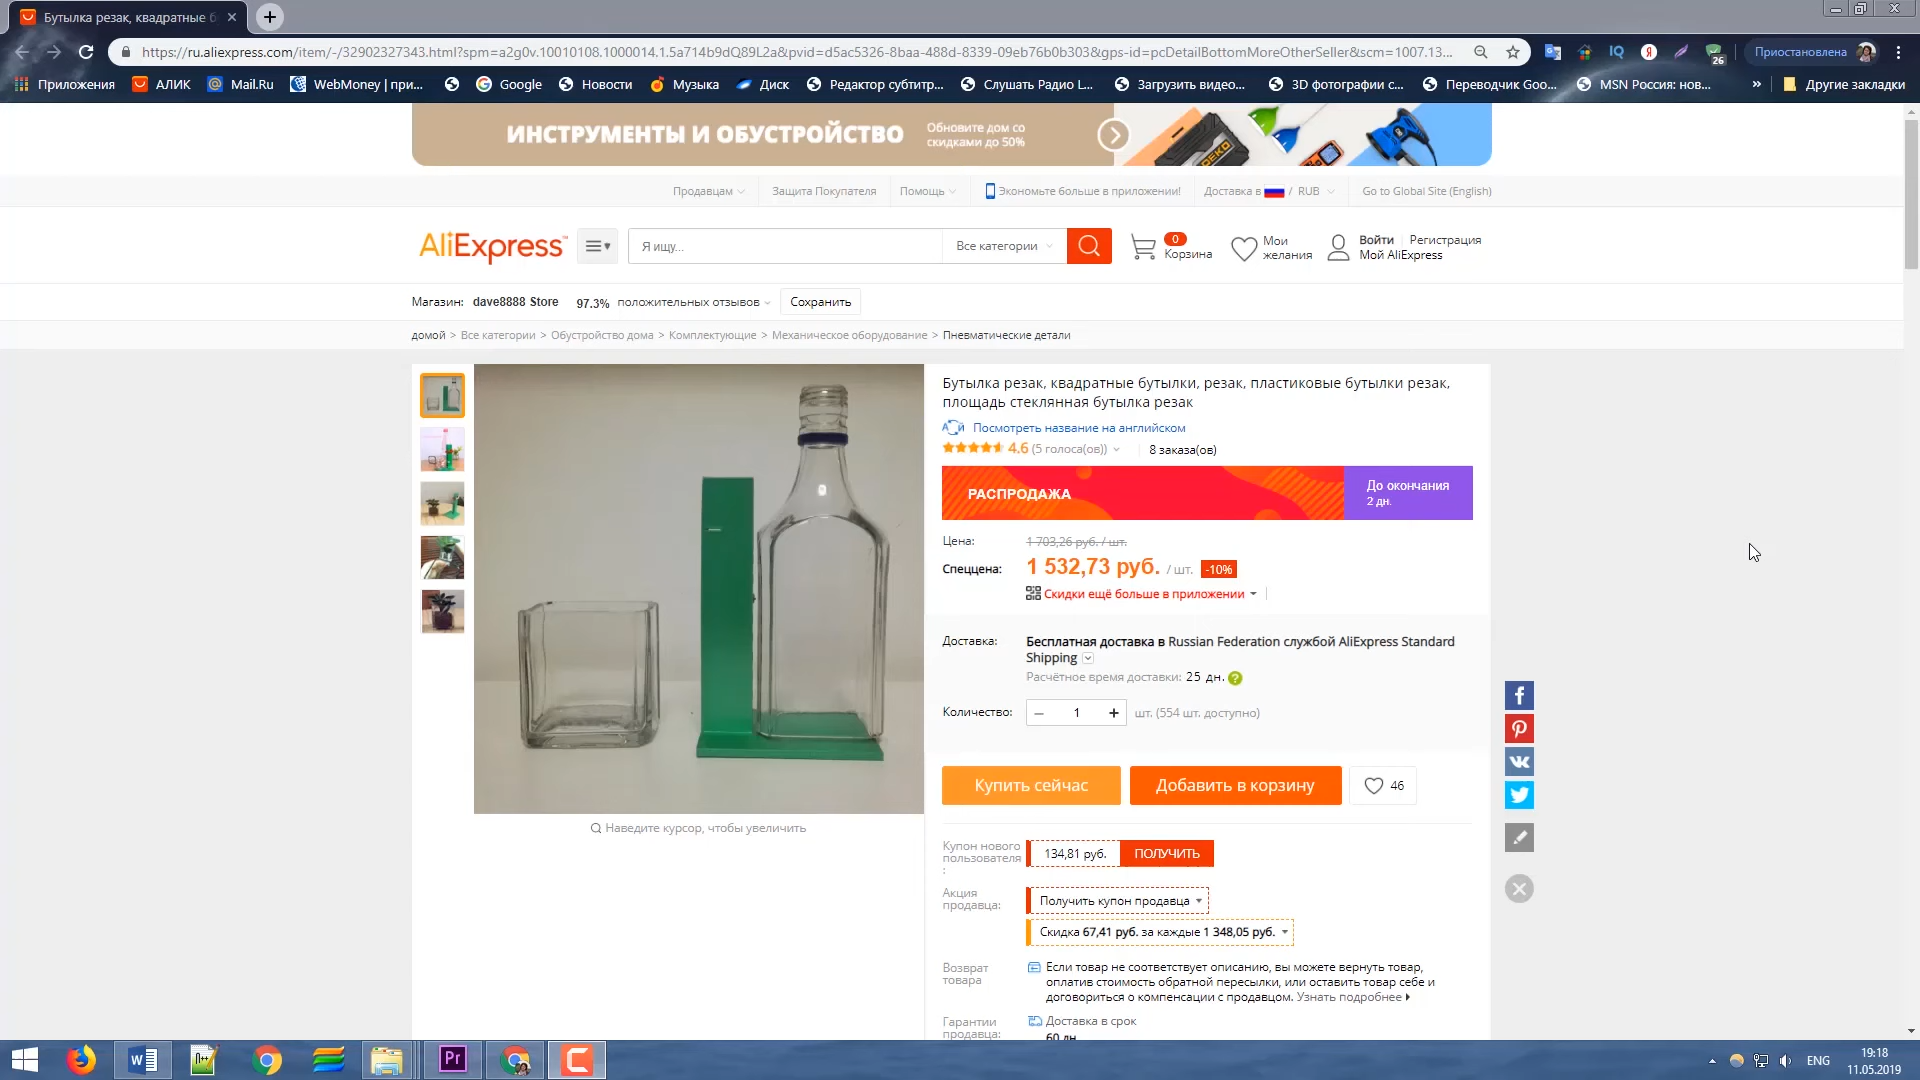 Бутылка резак, квадратные б
https://ru.aliexpress.com/item/-/32902327343.html?spm=a2g0v.10010108.1000014.1.5a714b9dQ89L2a&pvid=d5ac5326-8baa-488d-8339-09eb76b0b303&gps-id=pcDetailBottomMoreOtherSeller&scm=1007.13...
Приостановлена
26
Приложения АЛИК Mail.Ru WebMoney | при... Google Новости Музыка Диск Редактор субтитр... Слушать Радио L... Загрузить видео... 3D фотографии с... Переводчик Goo... MSN Россия: нов... » Другие закладки
ИНСТРУМЕНТЫ И ОБУСТРОЙСТВО
Обновите дом со
скидками до 50%
DEKO
Продавцам Защита Покупателя Помощь Экономьте больше в приложении! Доставка в / RUB Go to Global Site (English)
AliExpress
Я ищу...
Все категории
0
Корзина
Мои
желания
Войти Регистрация
Мой AliExpress
Магазин: dave8888 Store 97.3% положительных отзывов Сохранить
домой > Все категории > Обустройство дома > Комплектующие > Механическое оборудование > Пневматические детали
Бутылка резак, квадратные бутылки, резак, пластиковые бутылки резак,
площадь стеклянная бутылка резак
Посмотреть название на английском
4.6 (5 голоса(ов)) 8 заказа(ов)
РАСПРОДАЖА
До окончания
2 дн.
Цена: 1 703,26 руб. / шт.
Спеццена: 1 532,73 руб. / шт. -10%
Скидки ещё больше в приложении
Доставка: Бесплатная доставка в Russian Federation службой AliExpress Standard
Shipping
Расчётное время доставки: 25 дн. ?
Количество: – 1 + шт. (554 шт. доступно)
Купить сейчас
Добавить в корзину
46
Наведите курсор, чтобы увеличить
Купон нового
пользователя
:
134,81 руб. ПОЛУЧИТЬ
Акция
продавца:
Получить купон продавца
Скидка 67,41 руб. за каждые 1 348,05 руб.
Возврат
товара
Если товар не соответствует описанию, вы можете вернуть товар,
оплатив стоимость обратной пересылки, или оставить товар себе и
договориться о компенсации с продавцом. Узнать подробнее
Гарантии
продавца:
Доставка в срок
60 дн
ENG
19:18
11.05.2019